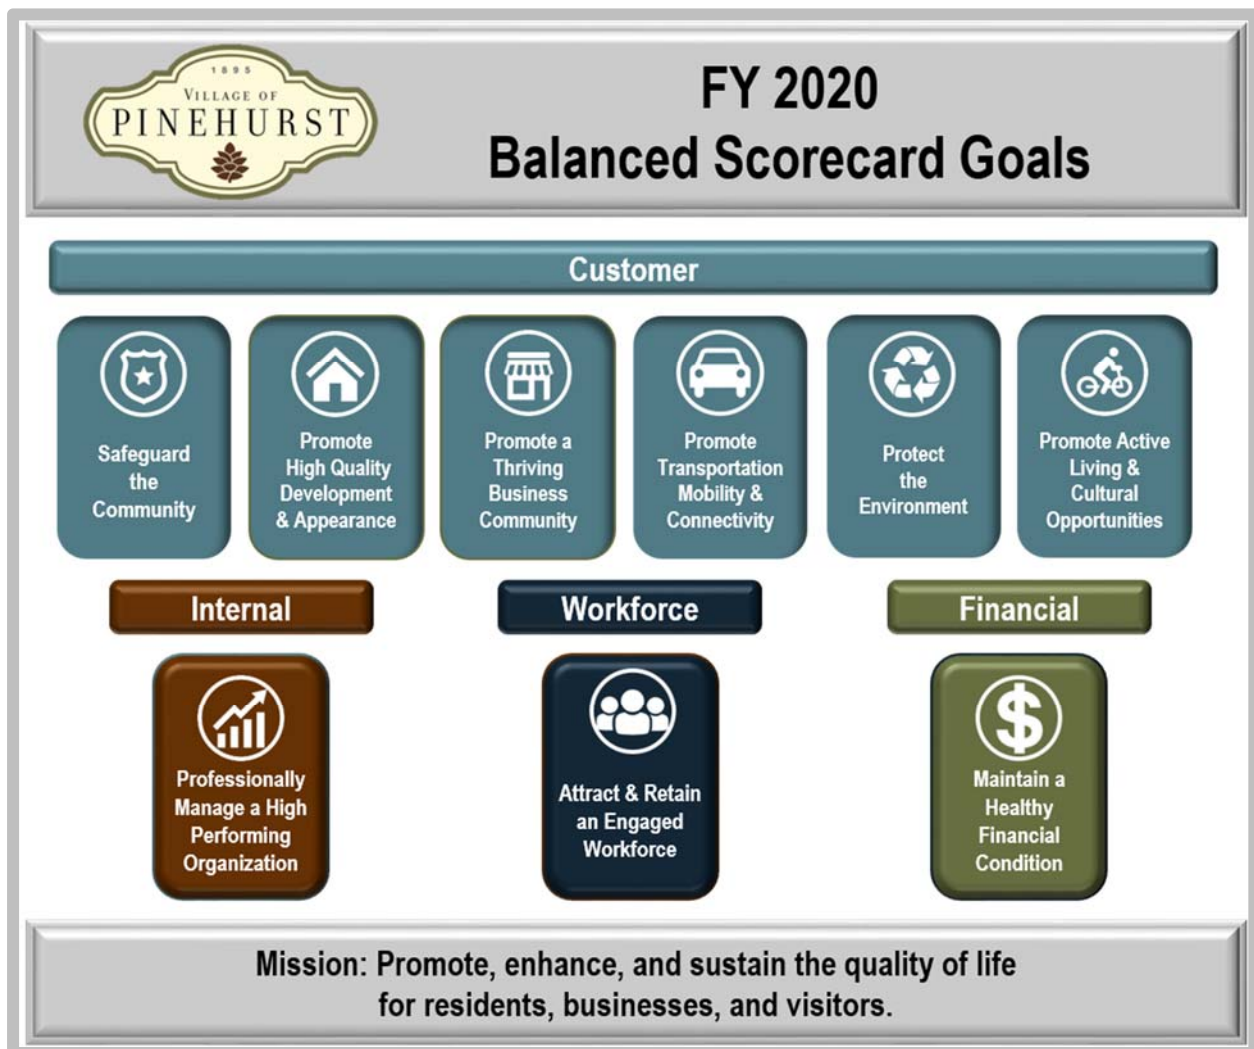 1895
VILLAGE OF
PINEHURST
FY 2020
Balanced Scorecard Goals
Customer
Safeguard
the
Community
Promote
High Quality
Development
& Appearance
Promote a
Thriving
Business
Community
Promote
Transportation
Mobility &
Connectivity
Protect
the
Environment
Promote Active
Living &
Cultural
Opportunities
Internal
Workforce
Financial
Professionally
Manage a High
Performing
Organization
Attract & Retain
an Engaged
Workforce
$
Maintain a
Healthy
Financial
Condition
Mission: Promote, enhance, and sustain the quality of life
for residents, businesses, and visitors.